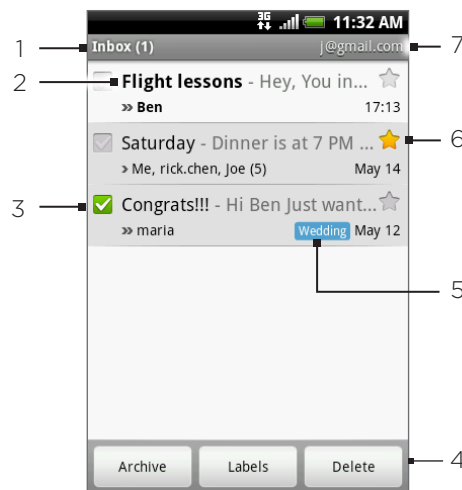 3G 11:32 AM
1 Inbox (1) j@gmail.com 7
2 Flight lessons - Hey, You in...
» Ben 17:13
Saturday - Dinner is at 7 PM ... 6
› Me, rick.chen, Joe (5) May 14
3 Congrats!!! - Hi Ben Just want...
» maria Wedding May 12
5
Archive Labels Delete 4